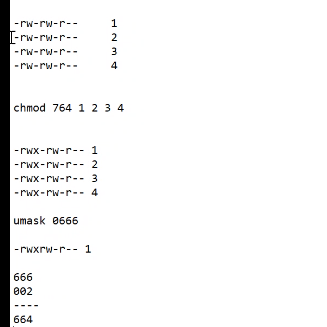 -rw-rw-r--     1
-rw-rw-r--     2
-rw-rw-r--     3
-rw-rw-r--     4
chmod 764 1 2 3 4
-rwx-rw-r-- 1
-rwx-rw-r-- 2
-rwx-rw-r-- 3
-rwx-rw-r-- 4
umask 0666
-rwxrw-r-- 1
666
002
----
664